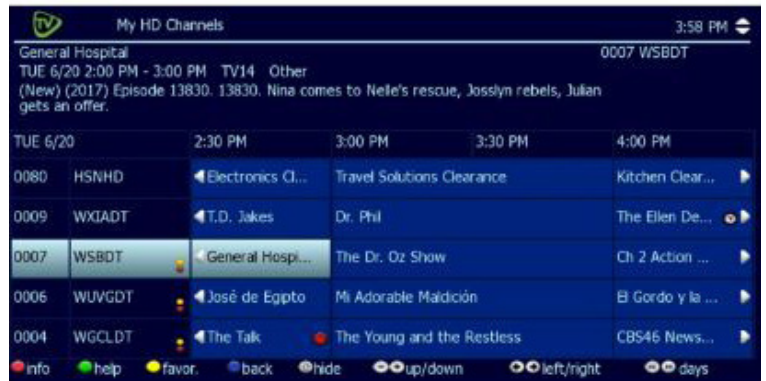 TV My HD Channels 3:58 PM
General Hospital 0007 WSBDT
TUE 6/20 2:00 PM - 3:00 PM TV14 Other
(New) (2017) Episode 13830. 13830. Nina comes to Nelle's rescue, Josslyn rebels, Julian
gets an offer.
TUE 6/20 2:30 PM 3:00 PM 3:30 PM 4:00 PM
0080 HSNHD Electronics Cl... Travel Solutions Clearance Kitchen Clear...
0009 WXIADT T.D. Jakes Dr. Phil The Ellen De...
0007 WSBDT General Hospi... The Dr. Oz Show Ch 2 Action ...
0006 WUVGDT José de Egipto Mi Adorable Maldición El Gordo y la ...
0004 WGCLDT The Talk The Young and the Restless CBS46 News...
info help favor. back hide up/down left/right days